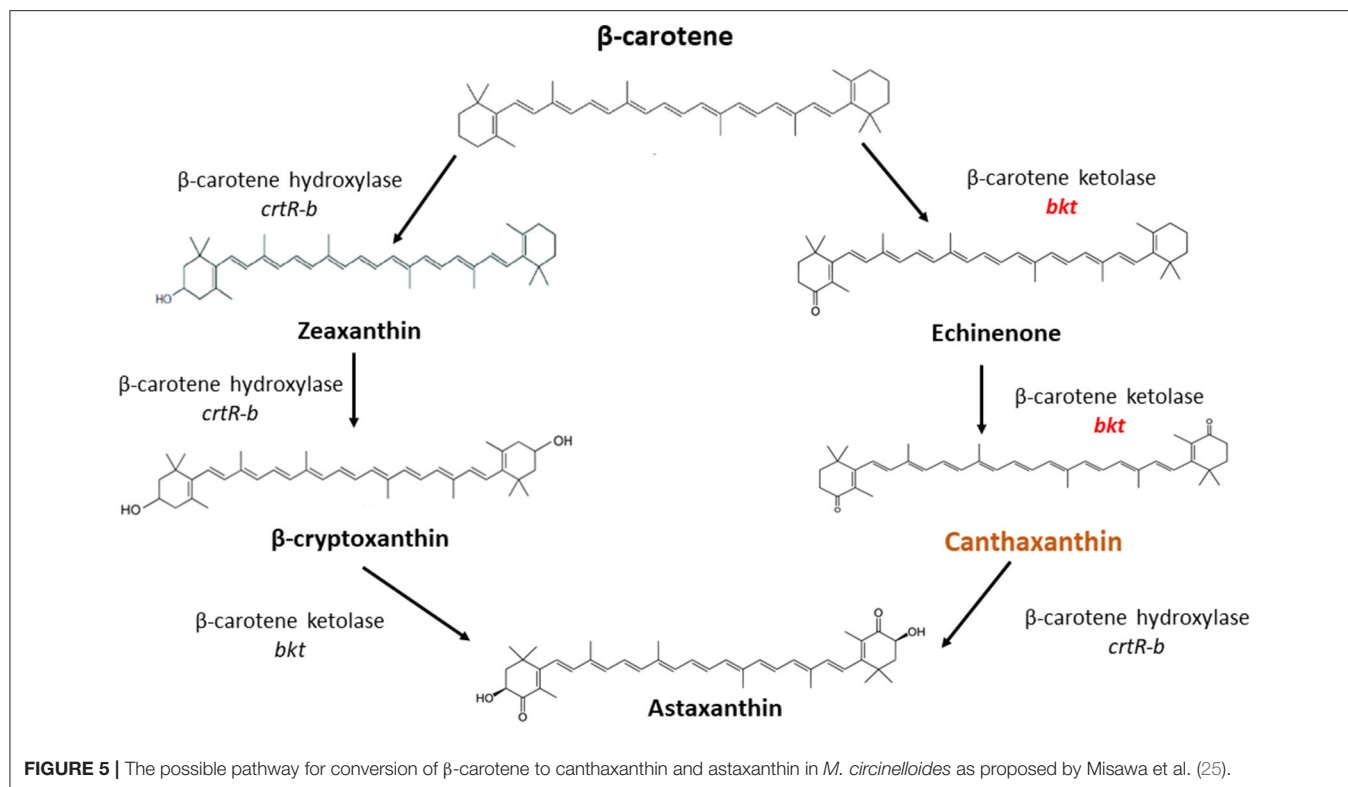 β-carotene
β-carotene hydroxylase
crtR-b
β-carotene ketolase
bkt
HO
O
Zeaxanthin
Echinenone
β-carotene hydroxylase
crtR-b
β-carotene ketolase
bkt
OH
HO
O
O
β-cryptoxanthin
Canthaxanthin
β-carotene ketolase
bkt
β-carotene hydroxylase
crtR-b
O
OH
HO
O
Astaxanthin
FIGURE 5 | The possible pathway for conversion of β-carotene to canthaxanthin and astaxanthin in M. circinelloides as proposed by Misawa et al. (25).